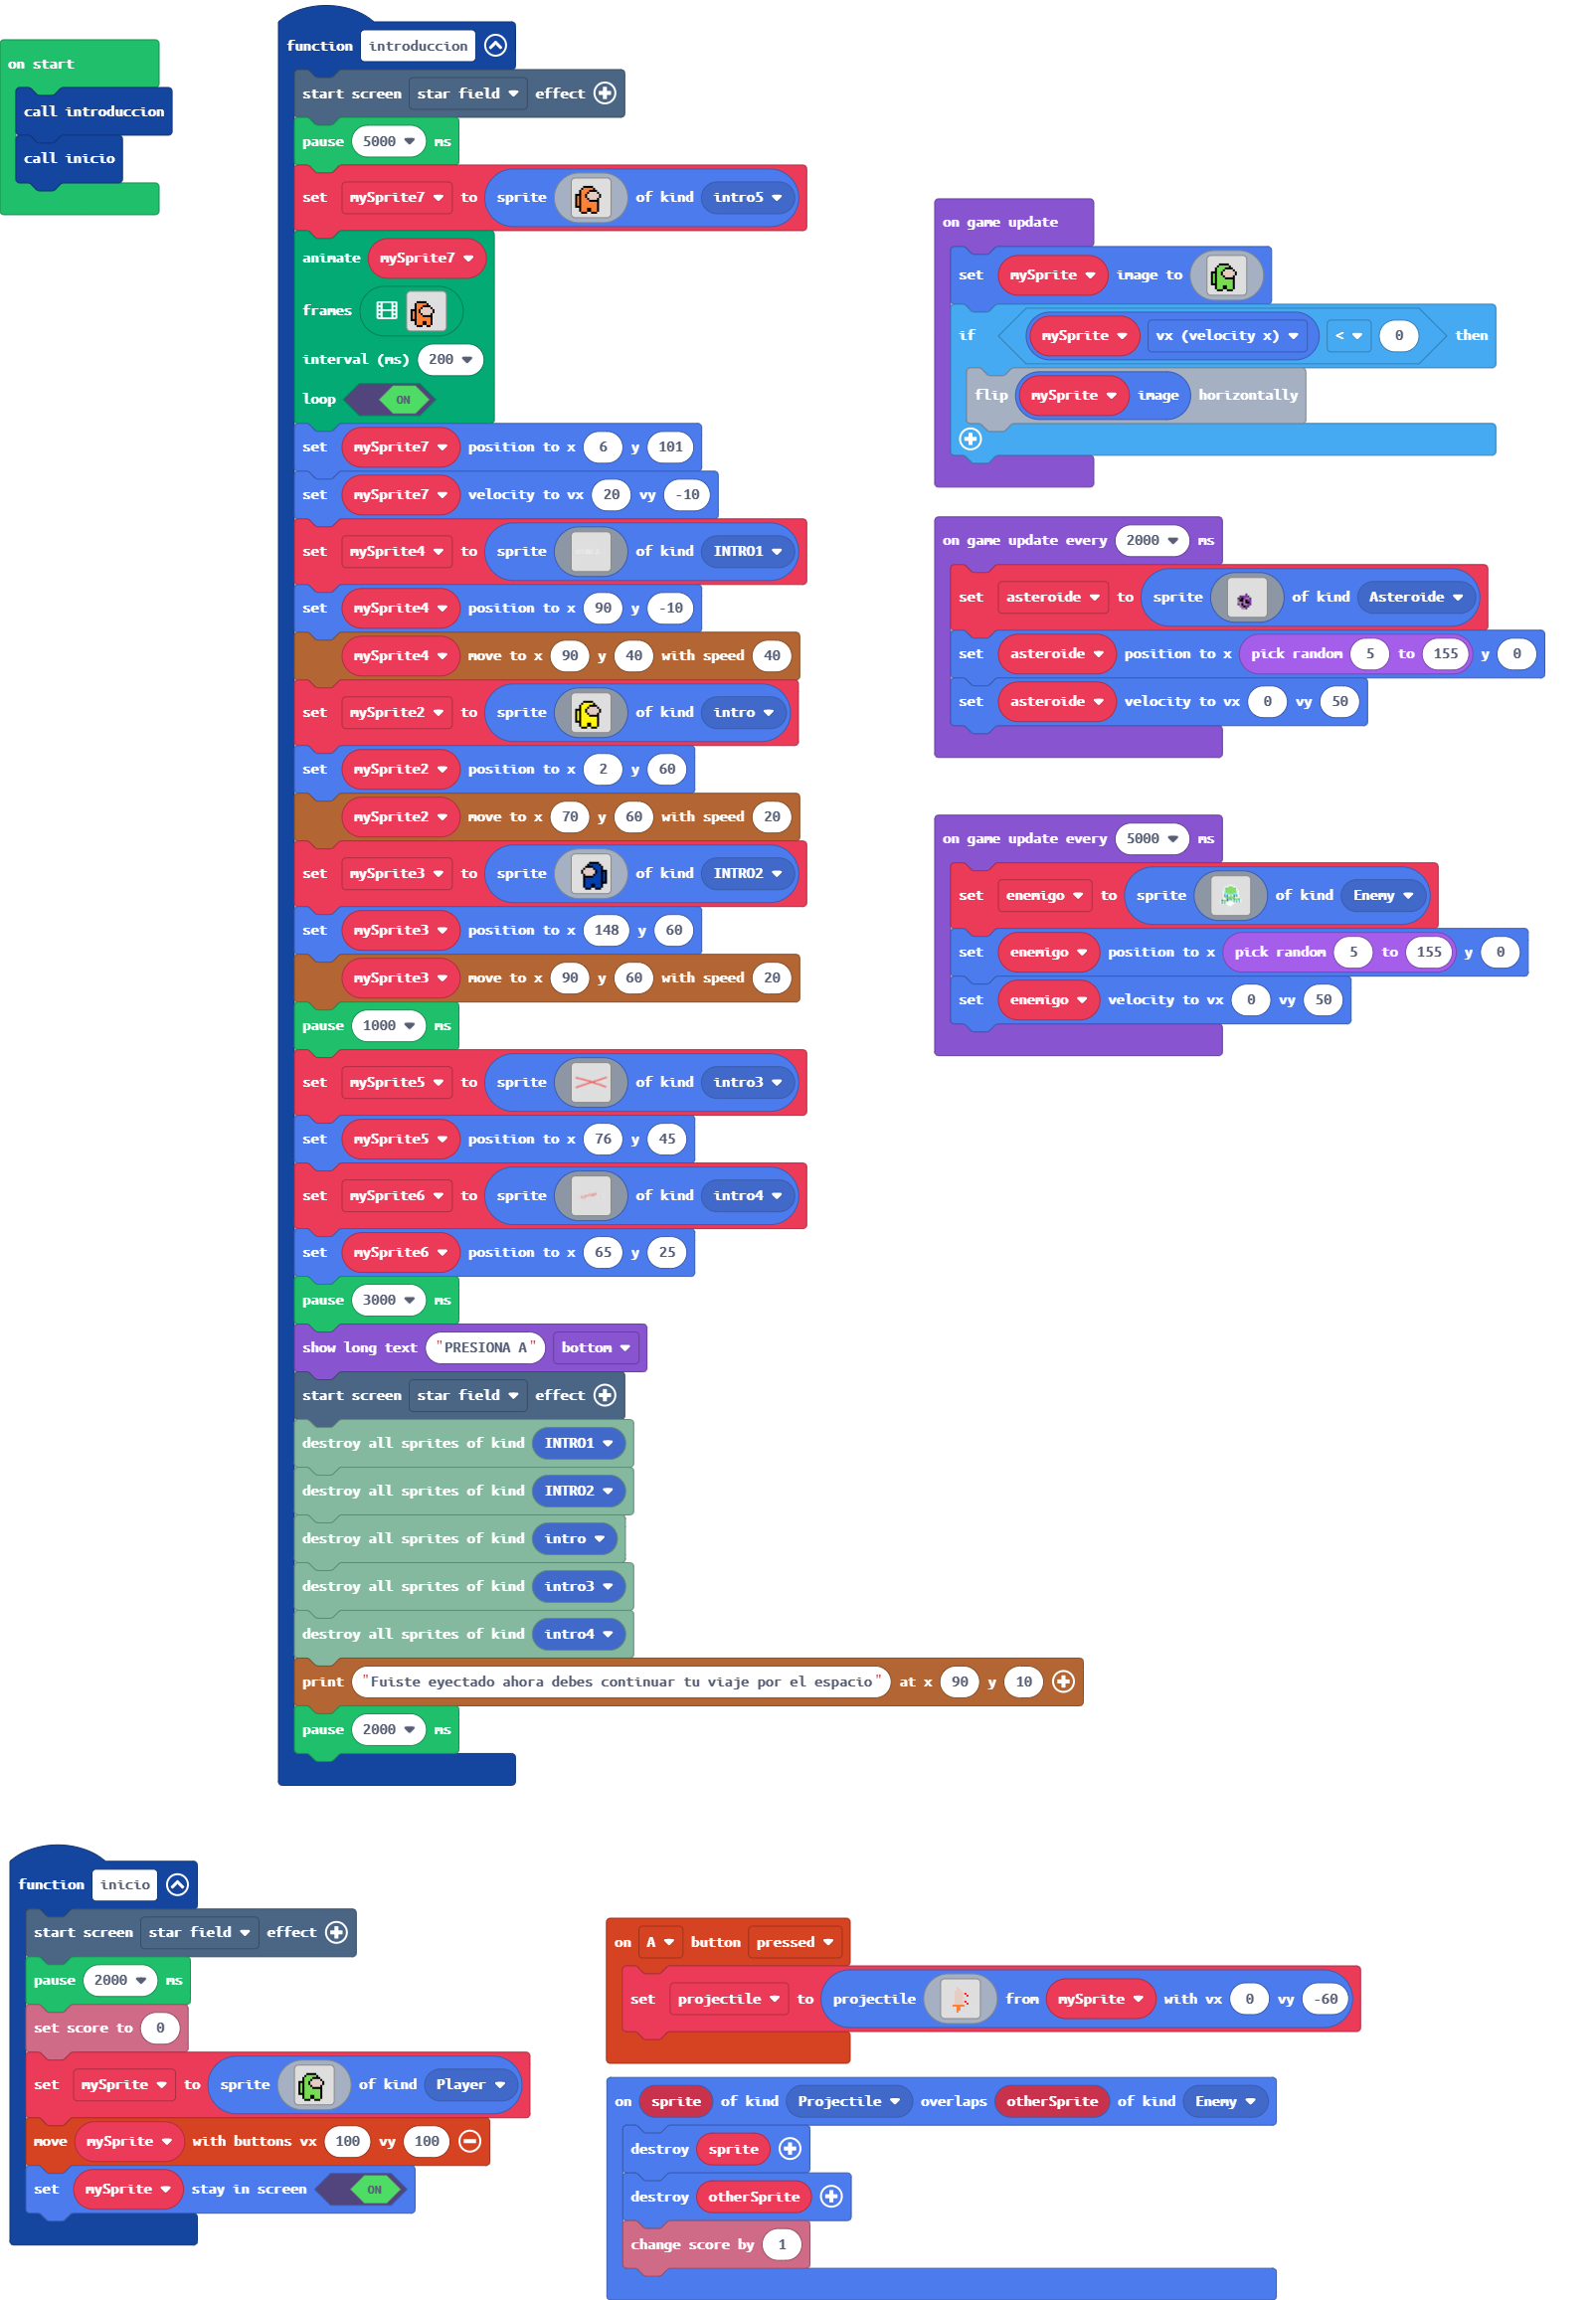 on start
call introduccion
call inicio
function introduccion
start screen star field effect
pause 5000 ms
set mySprite7 to sprite of kind intro5
animate mySprite7
frames
interval (ms) 200
loop ON
set mySprite7 position to x 6 y 101
set mySprite7 velocity to vx 20 vy -10
set mySprite4 to sprite of kind INTRO1
set mySprite4 position to x 90 y -10
mySprite4 move to x 90 y 40 with speed 40
set mySprite2 to sprite of kind intro
set mySprite2 position to x 2 y 60
mySprite2 move to x 70 y 60 with speed 20
set mySprite3 to sprite of kind INTRO2
set mySprite3 position to x 148 y 60
mySprite3 move to x 90 y 60 with speed 20
pause 1000 ms
set mySprite5 to sprite of kind intro3
set mySprite5 position to x 76 y 45
set mySprite6 to sprite of kind intro4
set mySprite6 position to x 65 y 25
pause 3000 ms
show long text "PRESIONA A" bottom
start screen star field effect
destroy all sprites of kind INTRO1
destroy all sprites of kind INTRO2
destroy all sprites of kind intro
destroy all sprites of kind intro3
destroy all sprites of kind intro4
print "Fuiste eyectado ahora debes continuar tu viaje por el espacio" at x 90 y 10
pause 2000 ms
on game update
set mySprite image to
if mySprite vx (velocity x) < 0 then
flip mySprite image horizontally
on game update every 2000 ms
set asteroide to sprite of kind Asteroide
set asteroide position to x pick random 5 to 155 y 0
set asteroide velocity to vx 0 vy 50
on game update every 5000 ms
set enemigo to sprite of kind Enemy
set enemigo position to x pick random 5 to 155 y 0
set enemigo velocity to vx 0 vy 50
function inicio
start screen star field effect
pause 2000 ms
set score to 0
set mySprite to sprite of kind Player
move mySprite with buttons vx 100 vy 100
set mySprite stay in screen ON
on A button pressed
set projectile to projectile from mySprite with vx 0 vy -60
on sprite of kind Projectile overlaps otherSprite of kind Enemy
destroy sprite
destroy otherSprite
change score by 1